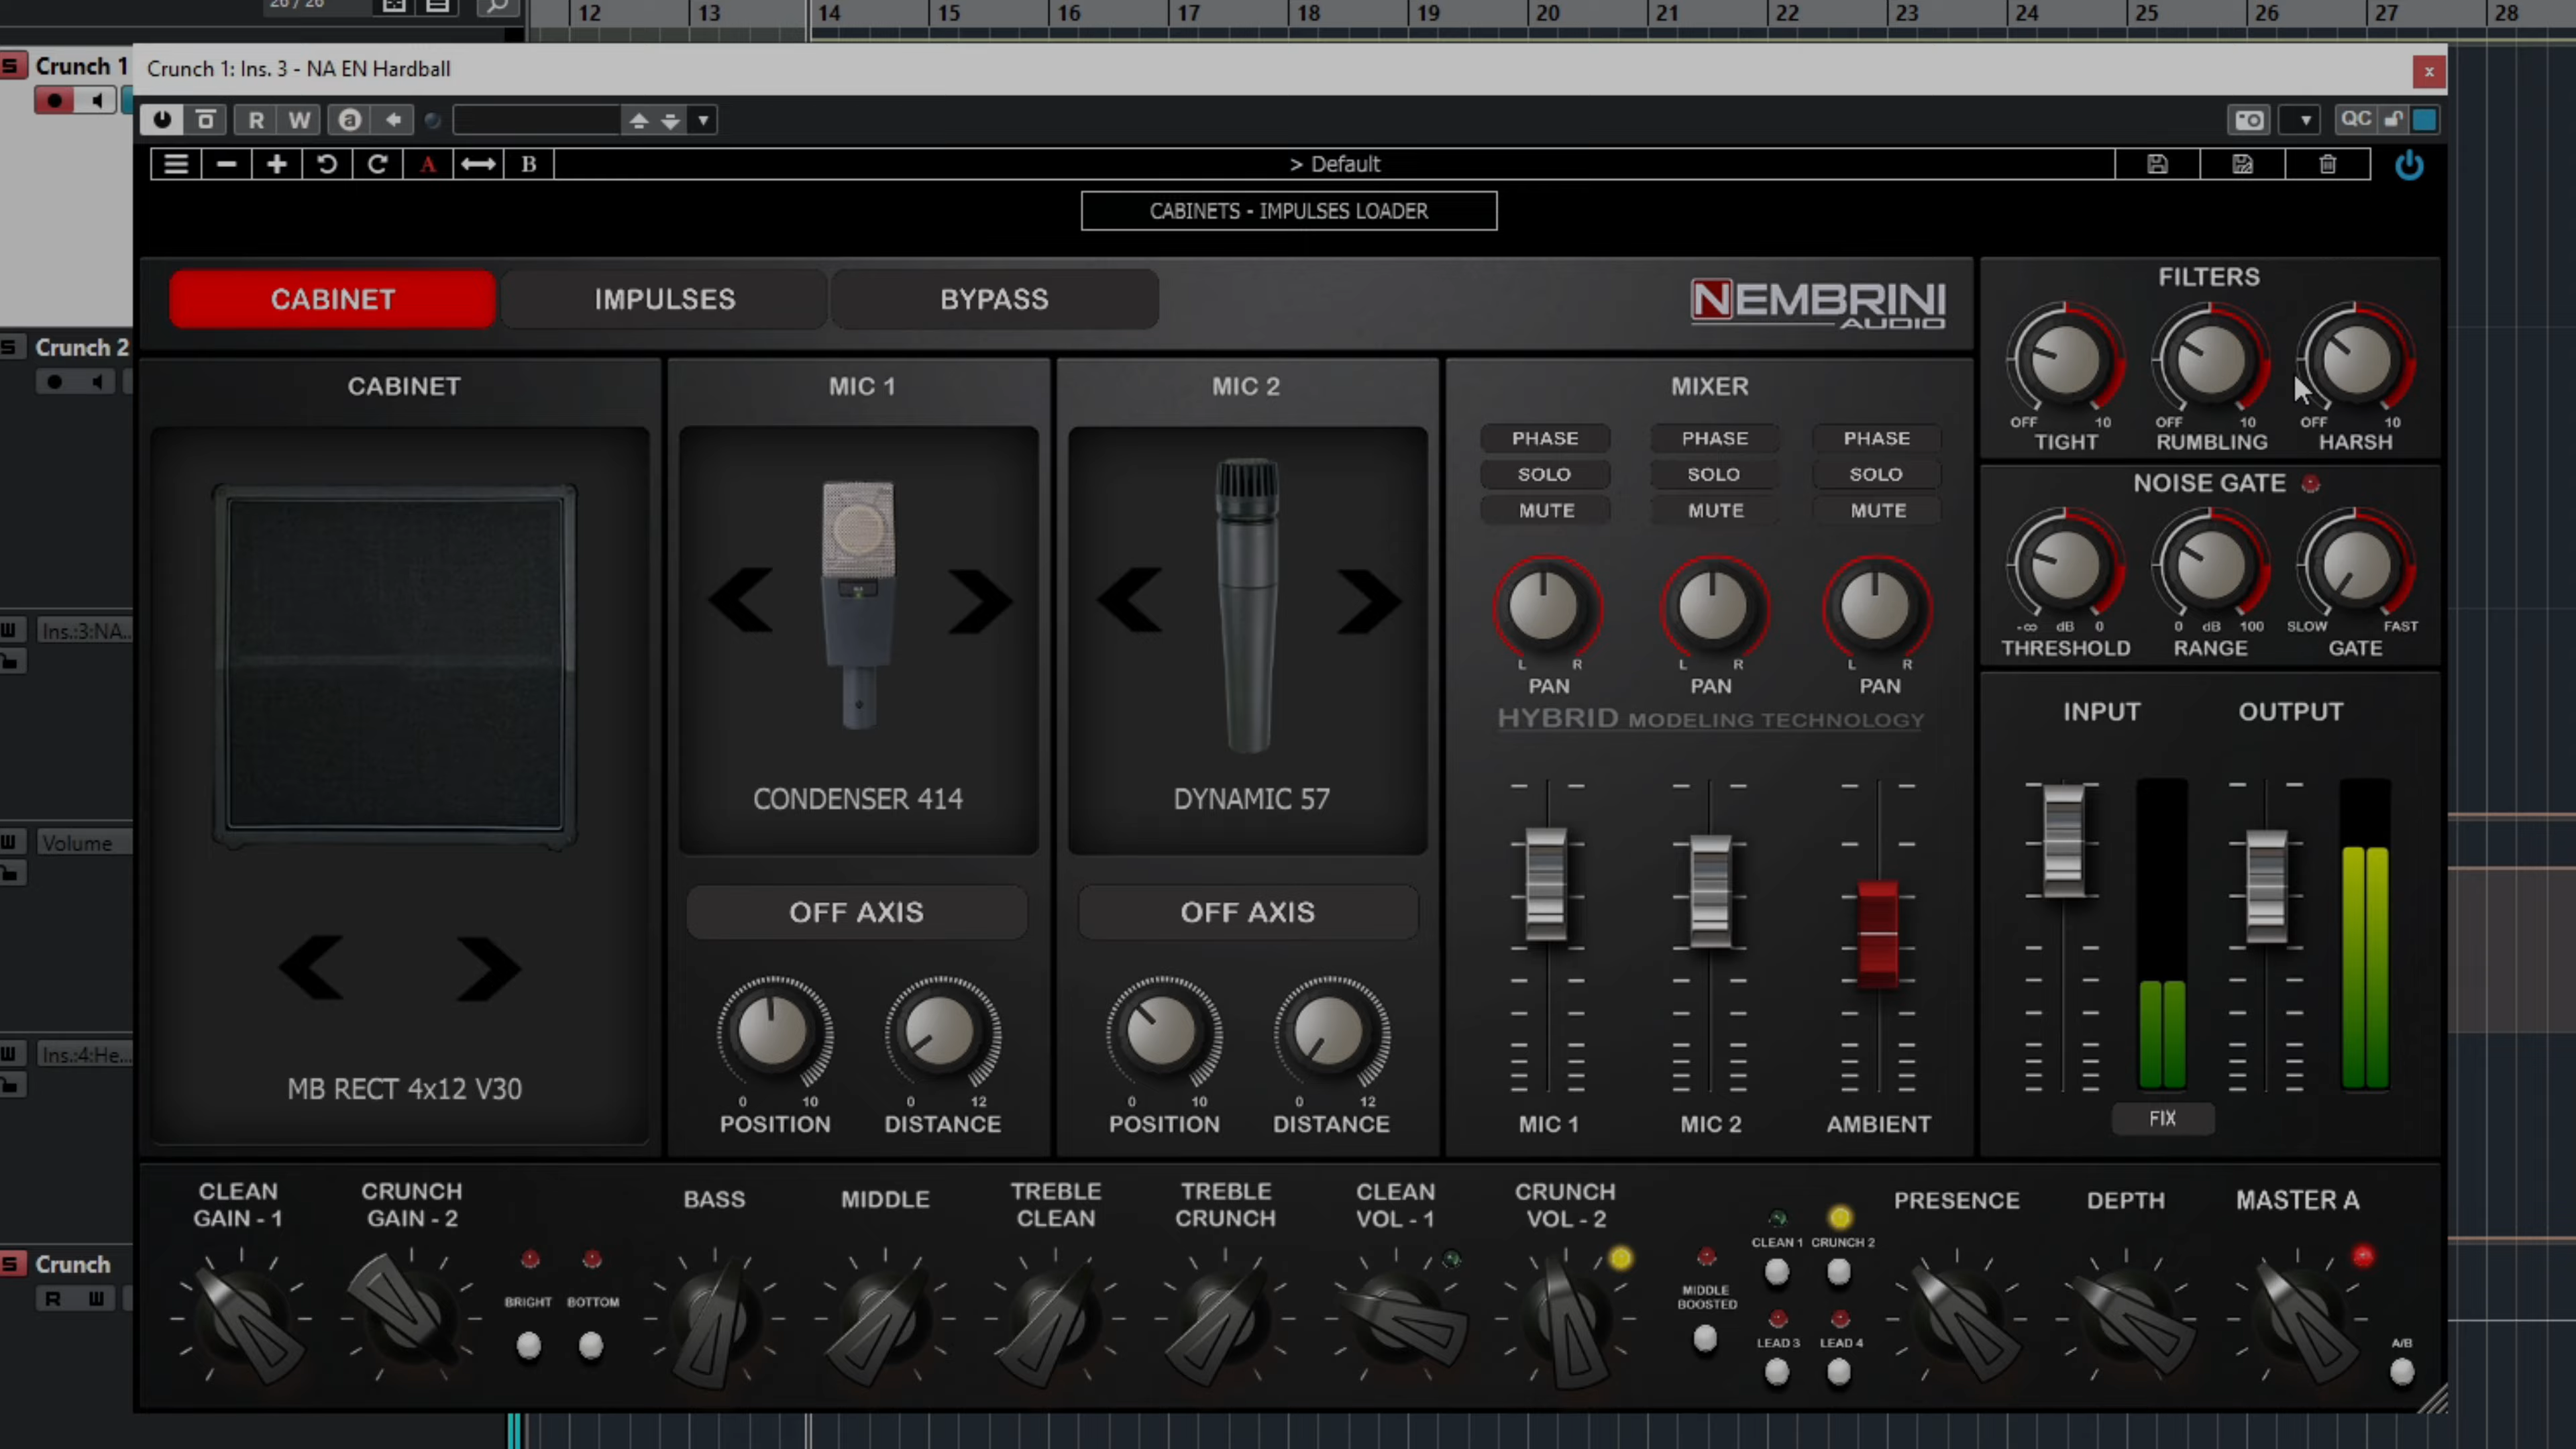 26 / 26
12 13 14 15 16 17 18 19 20 21 22 23 24 25 26 27 28
S Crunch 1
Crunch 1: Ins. 3 - NA EN Hardball
x
R W a QC
A B > Default
CABINETS - IMPULSES LOADER
CABINET IMPULSES BYPASS
NEMBRINI
AUDIO
FILTERS
OFF 10 OFF 10 OFF 10
TIGHT RUMBLING HARSH
S Crunch 2
CABINET MIC 1 MIC 2 MIXER
PHASE PHASE PHASE
SOLO SOLO SOLO
MUTE MUTE MUTE
NOISE GATE
-∞ dB 0 0 dB 100 SLOW FAST
THRESHOLD RANGE GATE
L R L R L R
PAN PAN PAN
HYBRID MODELING TECHNOLOGY
W Ins.:3:NA...
INPUT OUTPUT
CONDENSER 414 DYNAMIC 57
W Volume
OFF AXIS OFF AXIS
W Ins.:4:He...
MB RECT 4x12 V30
0 10 0 12 0 10 0 12
POSITION DISTANCE POSITION DISTANCE
MIC 1 MIC 2 AMBIENT
FIX
CLEAN
GAIN - 1
CRUNCH
GAIN - 2
BRIGHT BOTTOM
BASS MIDDLE
TREBLE
CLEAN
TREBLE
CRUNCH
CLEAN
VOL - 1
CRUNCH
VOL - 2
MIDDLE
BOOSTED
CLEAN 1 CRUNCH 2
LEAD 3 LEAD 4
PRESENCE DEPTH MASTER A
A/B
S Crunch
R W